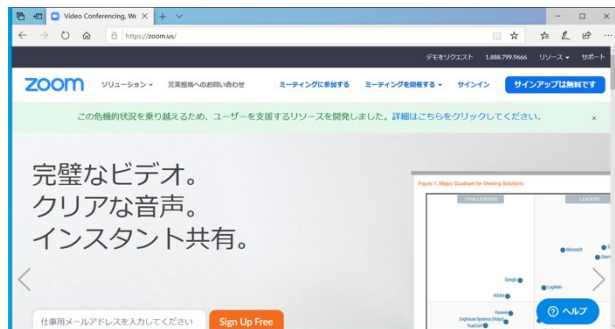 Video Conferencing, We
https://zoom.us/
デモをリクエスト 1.888.799.9666 リソース サポート
zoom ソリューション 営業担当へのお問い合わせ ミーティングに参加する ミーティングを開催する サインイン サインアップは無料です
この危機的状況を乗り越えるため、ユーザーを支援するリソースを開発しました。詳細はこちらをクリックしてください。 ×
完璧なビデオ。
クリアな音声。
インスタント共有。
仕事用メールアドレスを入力してください Sign Up Free
Figure 1. Magic Quadrant for Meeting Solutions
CHALLENGERS LEADERS
Microsoft
Google
LogMeIn
Adobe
Huawei
Enghouse Systems (Vidyo)
TrueConf
ヘルプ